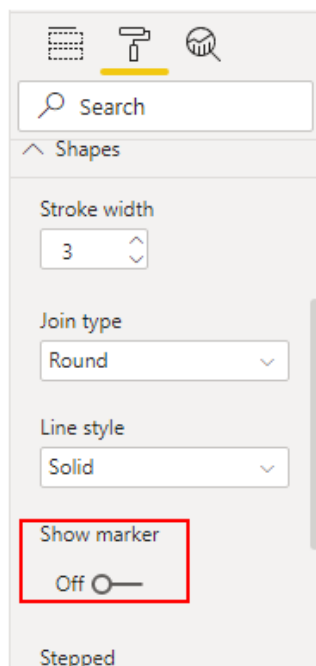 Search
Shapes
Stroke width
3
Join type
Round
Line style
Solid
Show marker
Off
Stepped